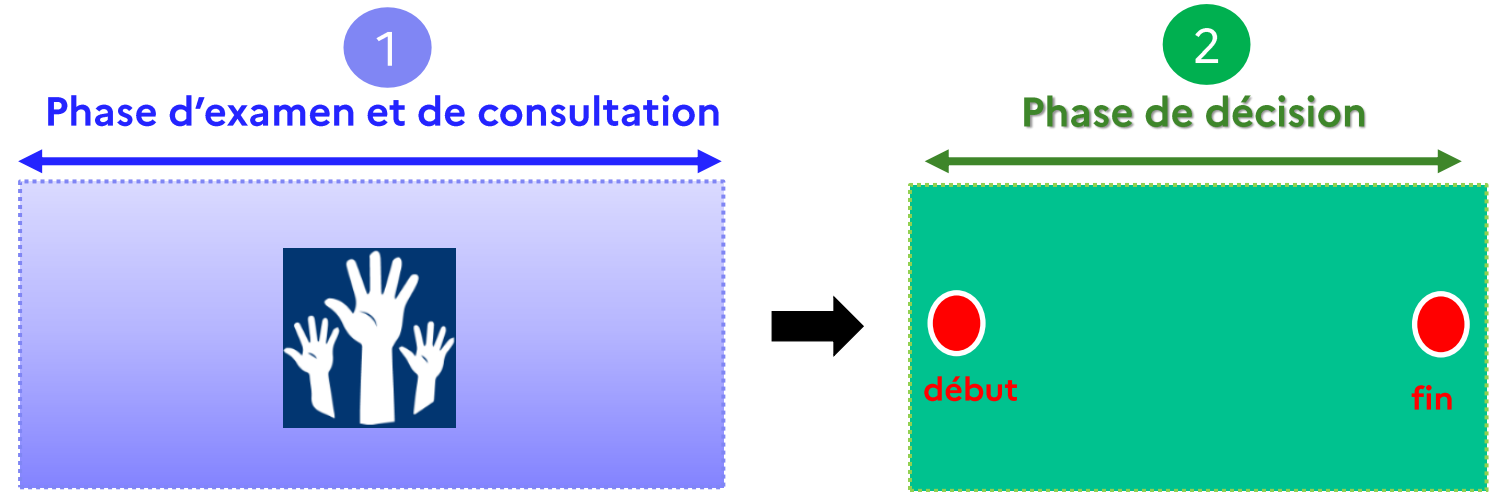 1
Phase d’examen et de consultation
2
Phase de décision
début
fin